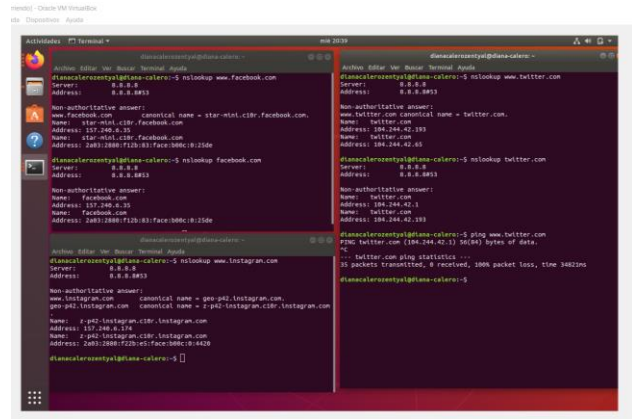 riendo] - Oracle VM VirtualBox
da Dispositivos Ayuda
Actividades Terminal
mié 20:39
dianacalerozentyal@diana-calero: ~
Archivo Editar Ver Buscar Terminal Ayuda
dianacalerozentyal@diana-calero:~$ nslookup www.facebook.com
Server: 8.8.8.8
Address: 8.8.8.8#53
Non-authoritative answer:
www.facebook.com canonical name = star-mini.c10r.facebook.com.
Name: star-mini.c10r.facebook.com
Address: 157.240.6.35
Name: star-mini.c10r.facebook.com
Address: 2a03:2880:f12b:83:face:b00c:0:25de
dianacalerozentyal@diana-calero:~$ nslookup facebook.com
Server: 8.8.8.8
Address: 8.8.8.8#53
Non-authoritative answer:
Name: facebook.com
Address: 157.240.6.35
Name: facebook.com
Address: 2a03:2880:f12b:83:face:b00c:0:25de
dianacalerozentyal@diana-calero: ~
Archivo Editar Ver Buscar Terminal Ayuda
dianacalerozentyal@diana-calero:~$ nslookup www.instagram.com
Server: 8.8.8.8
Address: 8.8.8.8#53
Non-authoritative answer:
www.instagram.com canonical name = geo-p42.instagram.com.
geo-p42.instagram.com canonical name = z-p42-instagram.c10r.instagram.com
.
Name: z-p42-instagram.c10r.instagram.com
Address: 157.240.6.174
Name: z-p42-instagram.c10r.instagram.com
Address: 2a03:2880:f22b:e5:face:b00c:0:4420
dianacalerozentyal@diana-calero:~$
dianacalerozentyal@diana-calero: ~
Archivo Editar Ver Buscar Terminal Ayuda
dianacalerozentyal@diana-calero:~$ nslookup www.twitter.com
Server: 8.8.8.8
Address: 8.8.8.8#53
Non-authoritative answer:
www.twitter.com canonical name = twitter.com.
Name: twitter.com
Address: 104.244.42.193
Name: twitter.com
Address: 104.244.42.65
dianacalerozentyal@diana-calero:~$ nslookup twitter.com
Server: 8.8.8.8
Address: 8.8.8.8#53
Non-authoritative answer:
Name: twitter.com
Address: 104.244.42.1
Name: twitter.com
Address: 104.244.42.193
dianacalerozentyal@diana-calero:~$ ping www.twitter.com
PING twitter.com (104.244.42.1) 56(84) bytes of data.
^C
--- twitter.com ping statistics ---
35 packets transmitted, 0 received, 100% packet loss, time 34821ms
dianacalerozentyal@diana-calero:~$